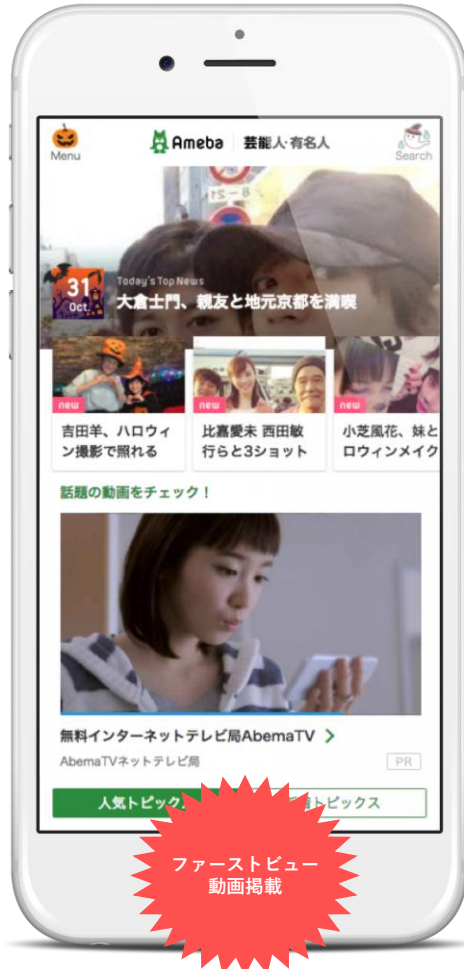 Menu
Ameba
芸能人・有名人
Search
31
Oct.
Today's Top News
大倉士門、親友と地元京都を満喫
new
new
new
吉田羊、ハロウィ
ン撮影で照れる
比嘉愛未 西田敏
行らと3ショット
小芝風花、妹と
ロウィンメイク
話題の動画をチェック!
無料インターネットテレビ局AbemaTV
AbemaTVネットテレビ局
PR
人気トピック
トピックス
ファーストビュー
動画掲載